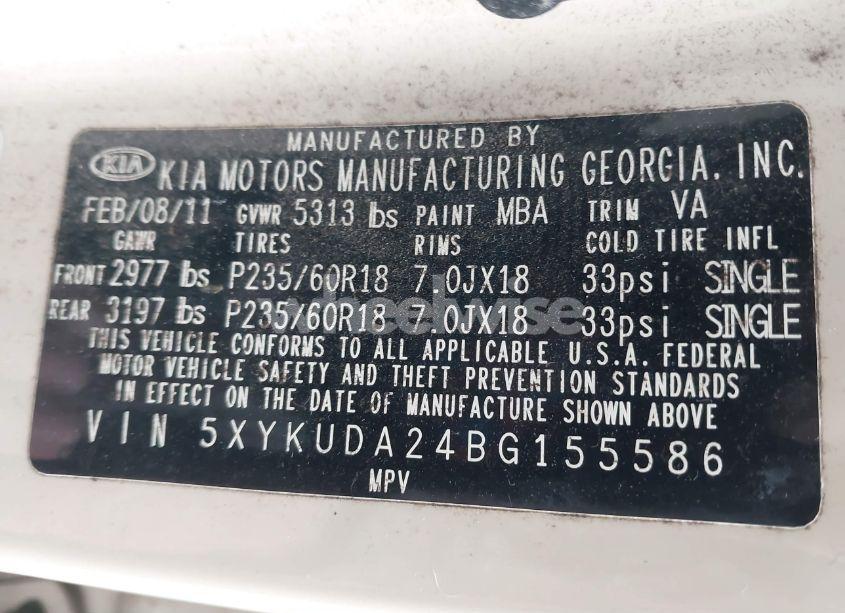 MANUFACTURED BY
KIA KIA MOTORS MANUFACTURING GEORGIA, INC.
FEB/08/11 GVWR 5313 lbs PAINT MBA TRIM VA
GAWR TIRES RIMS COLD TIRE INFL
FRONT 2977 lbs P235/60R18 7.0JX18 33psi SINGLE
REAR 3197 lbs P235/60R18 7.0JX18 33psi SINGLE
wheelwise
THIS VEHICLE CONFORMS TO ALL APPLICABLE U.S.A. FEDERAL
MOTOR VEHICLE SAFETY AND THEFT PREVENTION STANDARDS
IN EFFECT ON THE DATE OF MANUFACTURE SHOWN ABOVE
VIN 5XYKUDA24BG155586
MPV